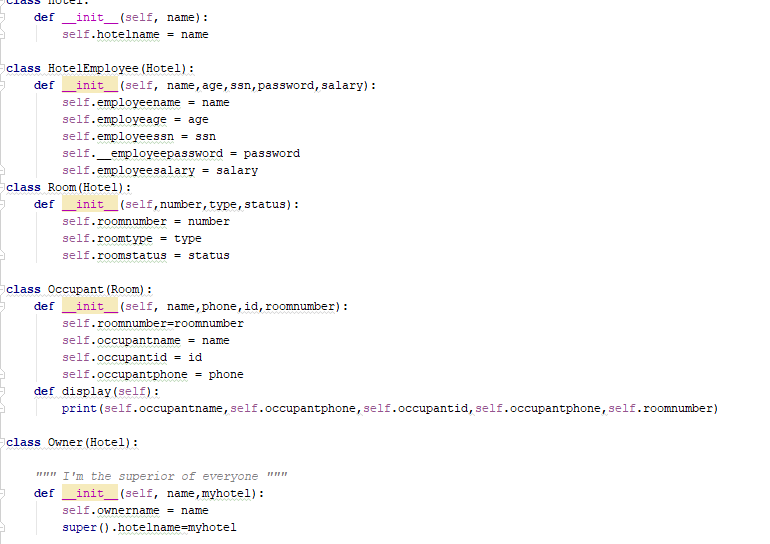 class Hotel:
    def __init__(self, name):
        self.hotelname = name
class HotelEmployee(Hotel):
    def __init__(self, name,age,ssn,password,salary):
        self.employeename = name
        self.employeeage = age
        self.employeessn = ssn
        self.__employeepassword = password
        self.employeesalary = salary
class Room(Hotel):
    def __init__(self,number,type,status):
        self.roomnumber = number
        self.roomtype = type
        self.roomstatus = status
class Occupant(Room):
    def __init__(self, name,phone,id,roomnumber):
        self.roomnumber=roomnumber
        self.occupantname = name
        self.occupantid = id
        self.occupantphone = phone
    def display(self):
        print(self.occupantname,self.occupantphone,self.occupantid,self.occupantphone,self.roomnumber)
class Owner(Hotel):
    """ I'm the superior of everyone """
    def __init__(self, name,myhotel):
        self.ownername = name
        super().hotelname=myhotel